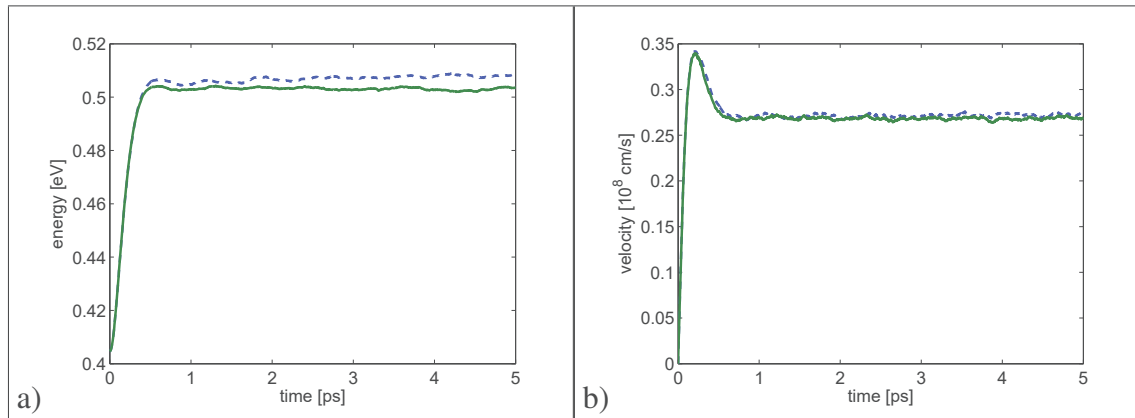 0.52
0.5
0.48
0.46
0.44
0.42
0.4
energy [eV]
0 1 2 3 4 5
time [ps]
a)
0.35
0.3
0.25
0.2
0.15
0.1
0.05
0
velocity [10⁸ cm/s]
0 1 2 3 4 5
time [ps]
b)